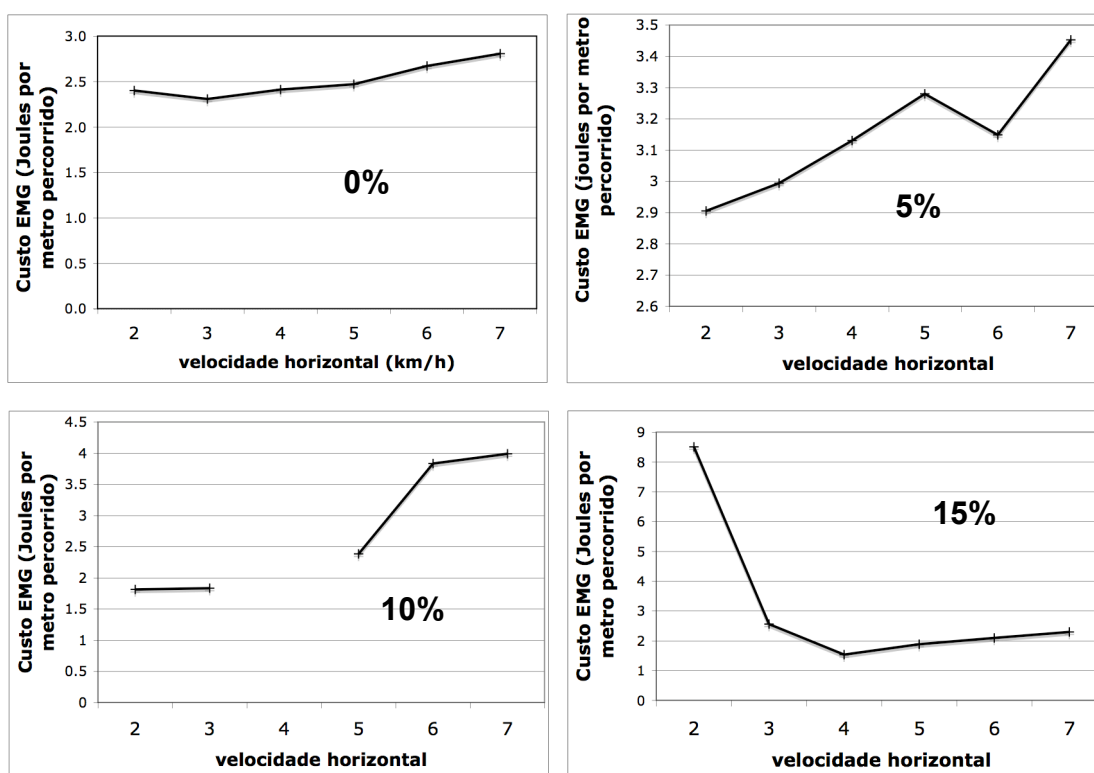 Custo EMG (Joules por
metro percorrido)
3.0
2.5
2.0
1.5
1.0
0.5
0.0
0%
2 3 4 5 6 7
velocidade horizontal (km/h)
Custo EMG (joules por metro
percorrido)
3.5
3.4
3.3
3.2
3.1
3
2.9
2.8
2.7
2.6
5%
2 3 4 5 6 7
velocidade horizontal
Custo EMG (Joules por
metro percorrido)
4.5
4
3.5
3
2.5
2
1.5
1
0.5
0
10%
2 3 4 5 6 7
velocidade horizontal
Custo EMG (Joules por
metro percorrido)
9
8
7
6
5
4
3
2
1
0
15%
2 3 4 5 6 7
velocidade horizontal